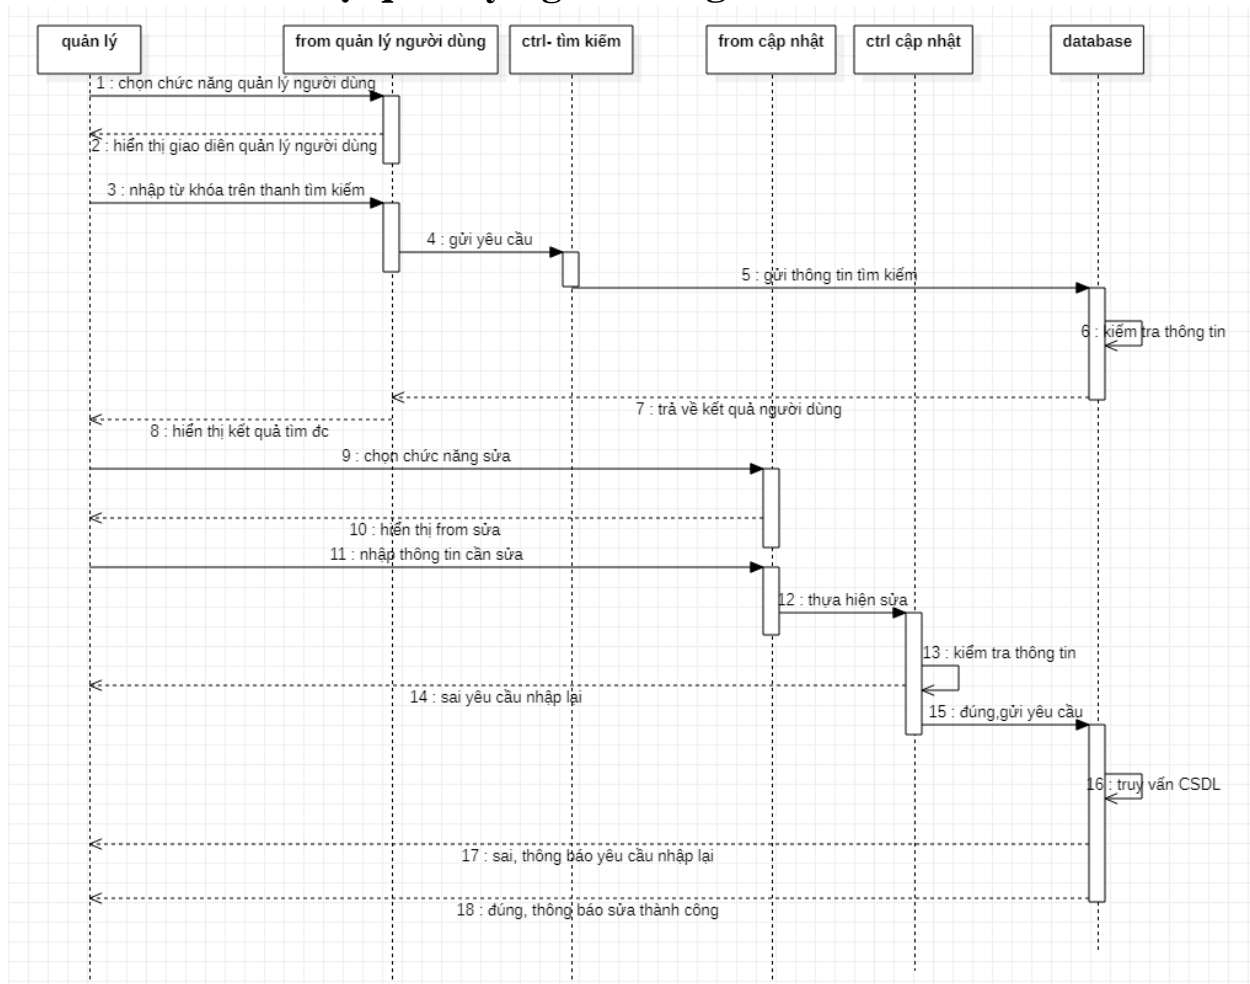 quản lý
from quản lý người dùng
ctrl- tìm kiếm
from cập nhật
ctrl cập nhật
database
1 : chọn chức năng quản lý người dùng
2 : hiển thị giao diên quản lý người dùng
3 : nhập từ khóa trên thanh tìm kiếm
4 : gửi yêu cầu
5 : gửi thông tin tìm kiếm
6 : kiểm tra thông tin
7 : trả về kết quả người dùng
8 : hiển thị kết quả tìm đc
9 : chọn chức năng sửa
10 : hiển thị from sửa
11 : nhập thông tin cần sửa
12 : thựa hiện sửa
13 : kiểm tra thông tin
14 : sai yêu cầu nhập lại
15 : đúng,gửi yêu cầu
16 : truy vấn CSDL
17 : sai, thông báo yêu cầu nhập lại
18 : đúng, thông báo sửa thành công